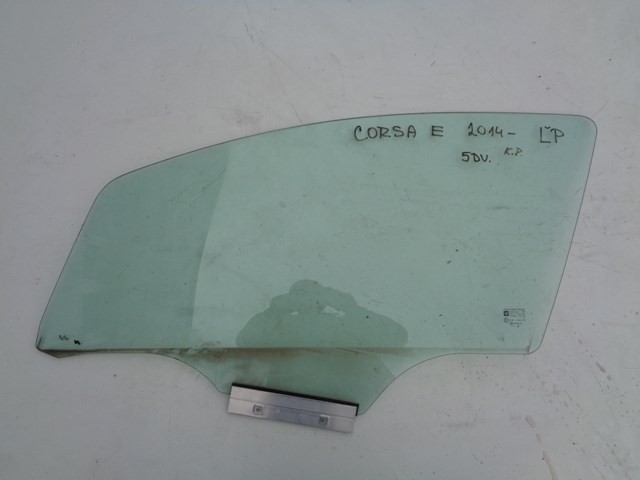 CORSA E 2014- ĽP
5DV. K.P.